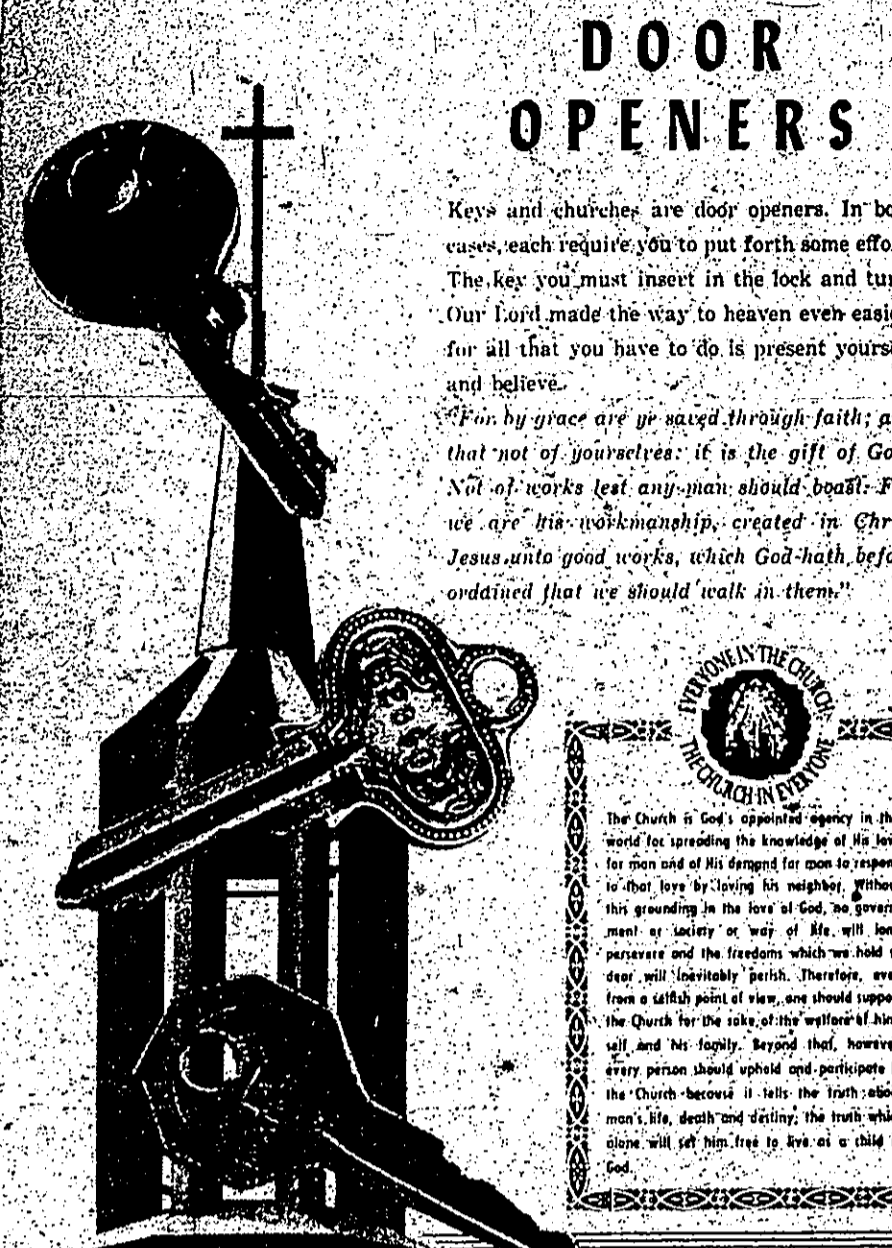 DOOR
OPENERS
Keys and churches are door openers. In bo
cases, each require you to put forth some effo
The key you must insert in the lock and tur
Our Lord made the way to heaven even easi
for all that you have to do is present yours
and believe.
"For by grace are ye saved through faith; a
that not of yourselves: it is the gift of Go
Not of works lest any man should boast. F
we are his workmanship, created in Chr
Jesus unto good works, which God hath befo
ordained that we should walk in them."
EVERYONE IN THE CHURCH
THE CHURCH IN EVERYONE
The Church is God's appointed agency in th
world for spreading the knowledge of His lov
for man and of His demand for man to respon
to that love by loving his neighbor. Withou
this grounding in the love of God, no govern
ment or society or way of life will lon
persevere and the freedoms which we hold s
dear will inevitably perish. Therefore, eve
from a selfish point of view, one should suppo
the Church for the sake of the welfare of him
self and his family. Beyond that, howeve
every person should uphold and participate i
the Church because it tells the truth abou
man's life, death and destiny; the truth whic
alone will set him free to live as a child
God.